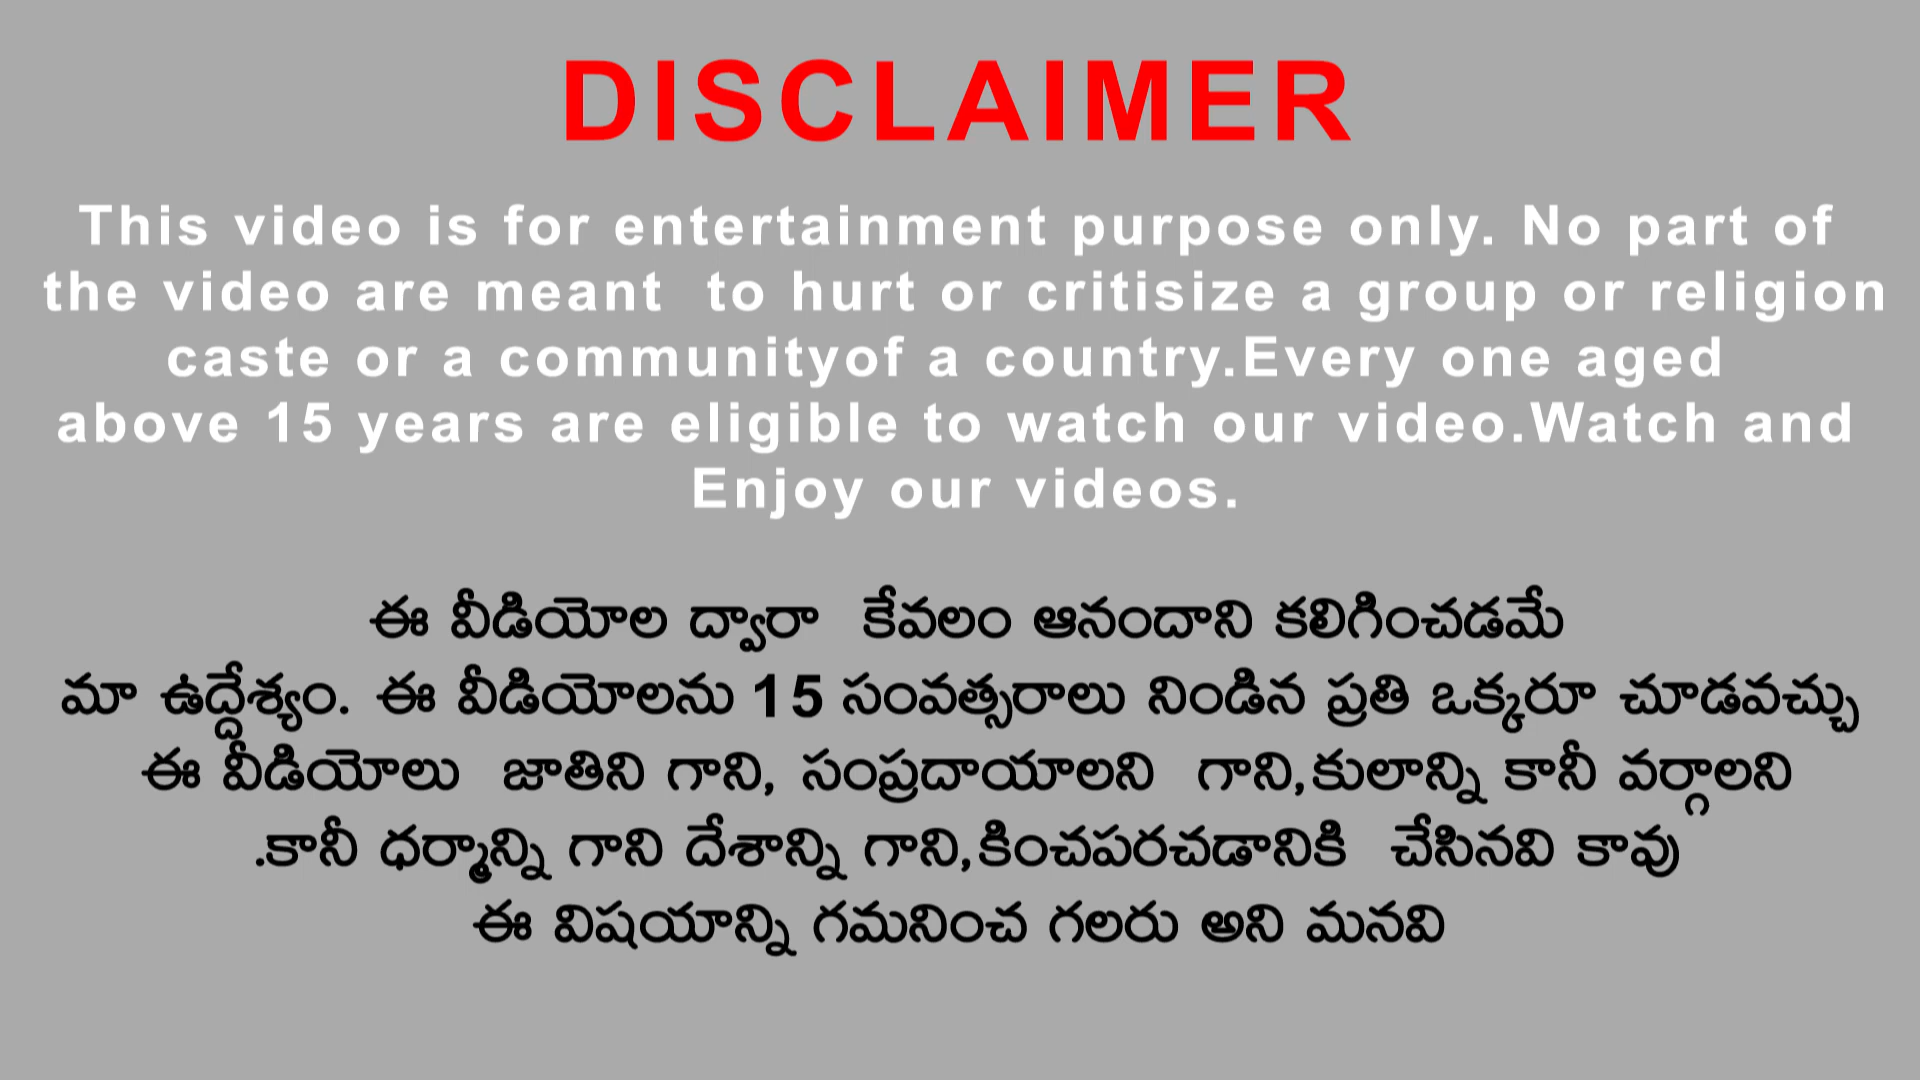 DISCLAIMER
This video is for entertainment purpose only. No part of
the video are meant  to hurt or critisize a group or religion
caste or a communityof a country.Every one aged
above 15 years are eligible to watch our video.Watch and
Enjoy our videos.
ఈ వీడియోల ద్వారా  కేవలం ఆనందాని కలిగించడమే
మా ఉద్దేశ్యం. ఈ వీడియోలను 15 సంవత్సరాలు నిండిన ప్రతి ఒక్కరూ చూడవచ్చు
ఈ వీడియోలు  జాతిని గాని, సంప్రదాయాలని  గాని,కులాన్ని కానీ వర్గాలని
.కానీ ధర్మాన్ని గాని దేశాన్ని గాని,కించపరచడానికి  చేసినవి కావు
ఈ విషయాన్ని గమనించ గలరు అని మనవి